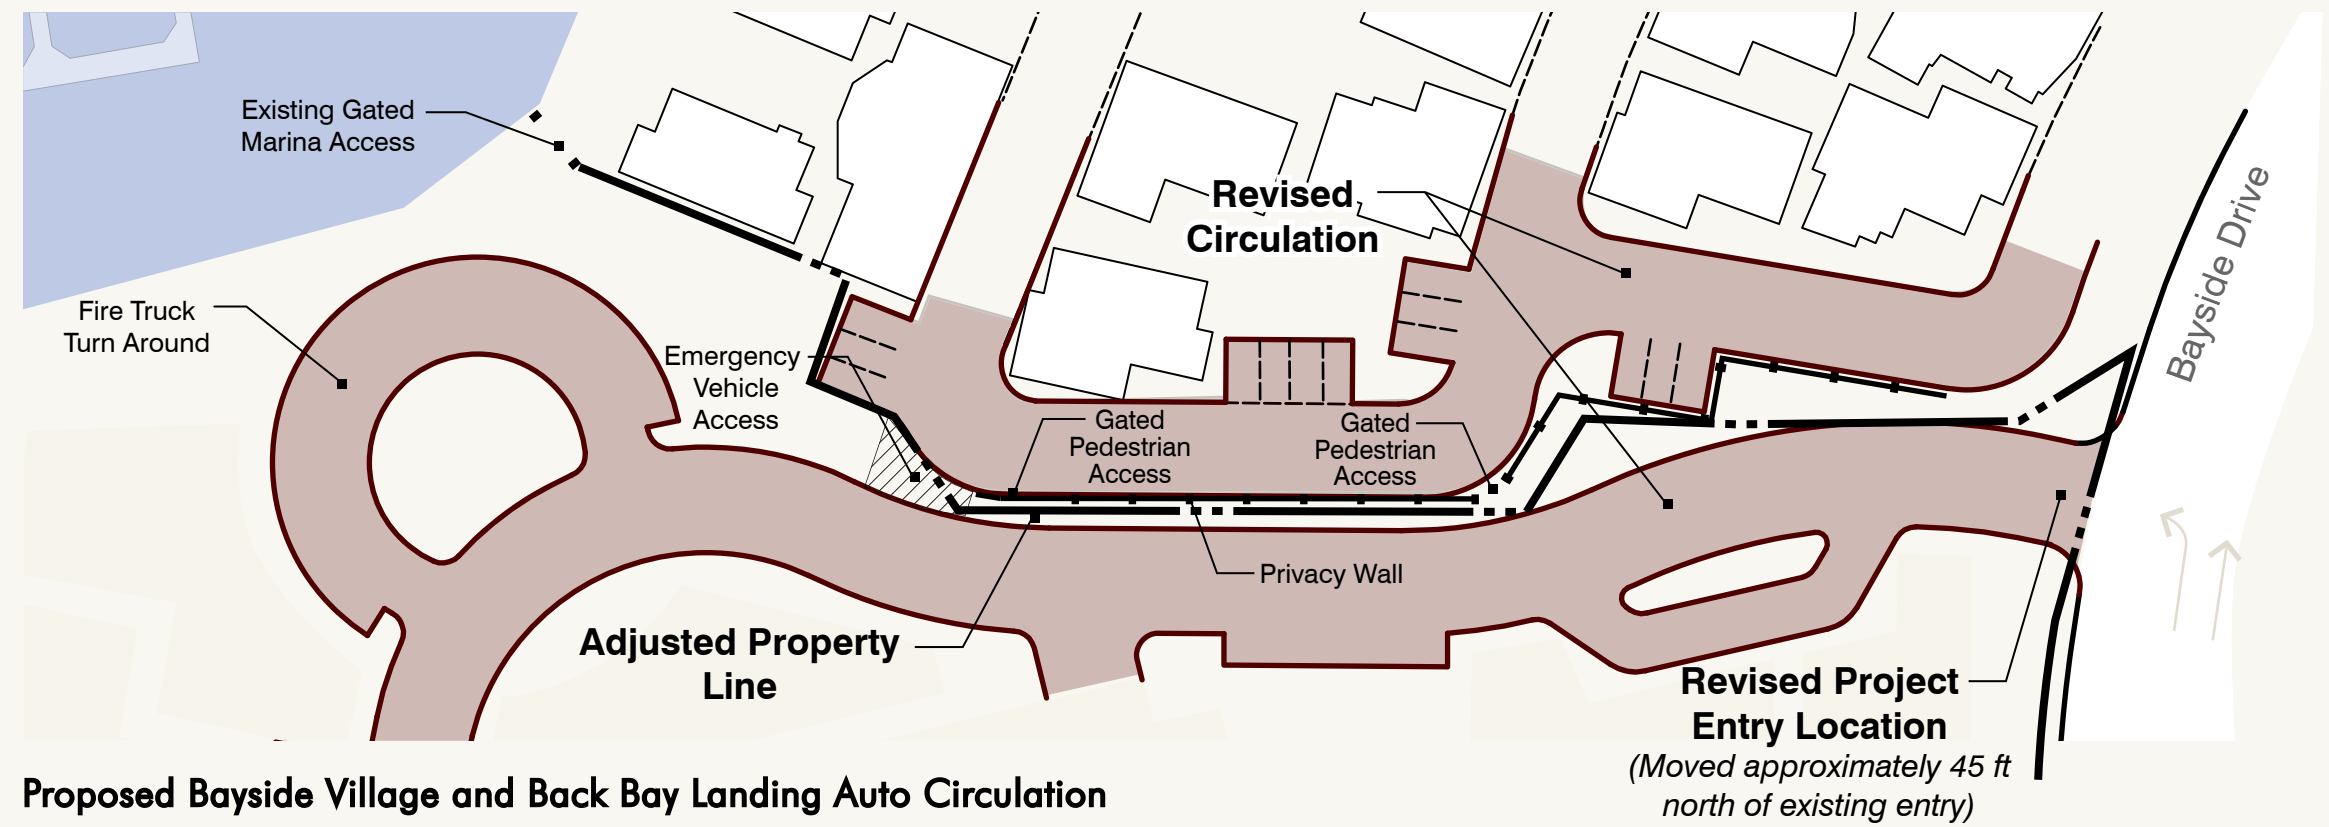 Existing Gated
Marina Access
Revised
Circulation
Bayside Drive
Fire Truck
Turn Around
Emergency
Vehicle
Access
Gated
Pedestrian
Access
Gated
Pedestrian
Access
Privacy Wall
Adjusted Property
Line
Revised Project
Entry Location
(Moved approximately 45 ft
north of existing entry)
Proposed Bayside Village and Back Bay Landing Auto Circulation